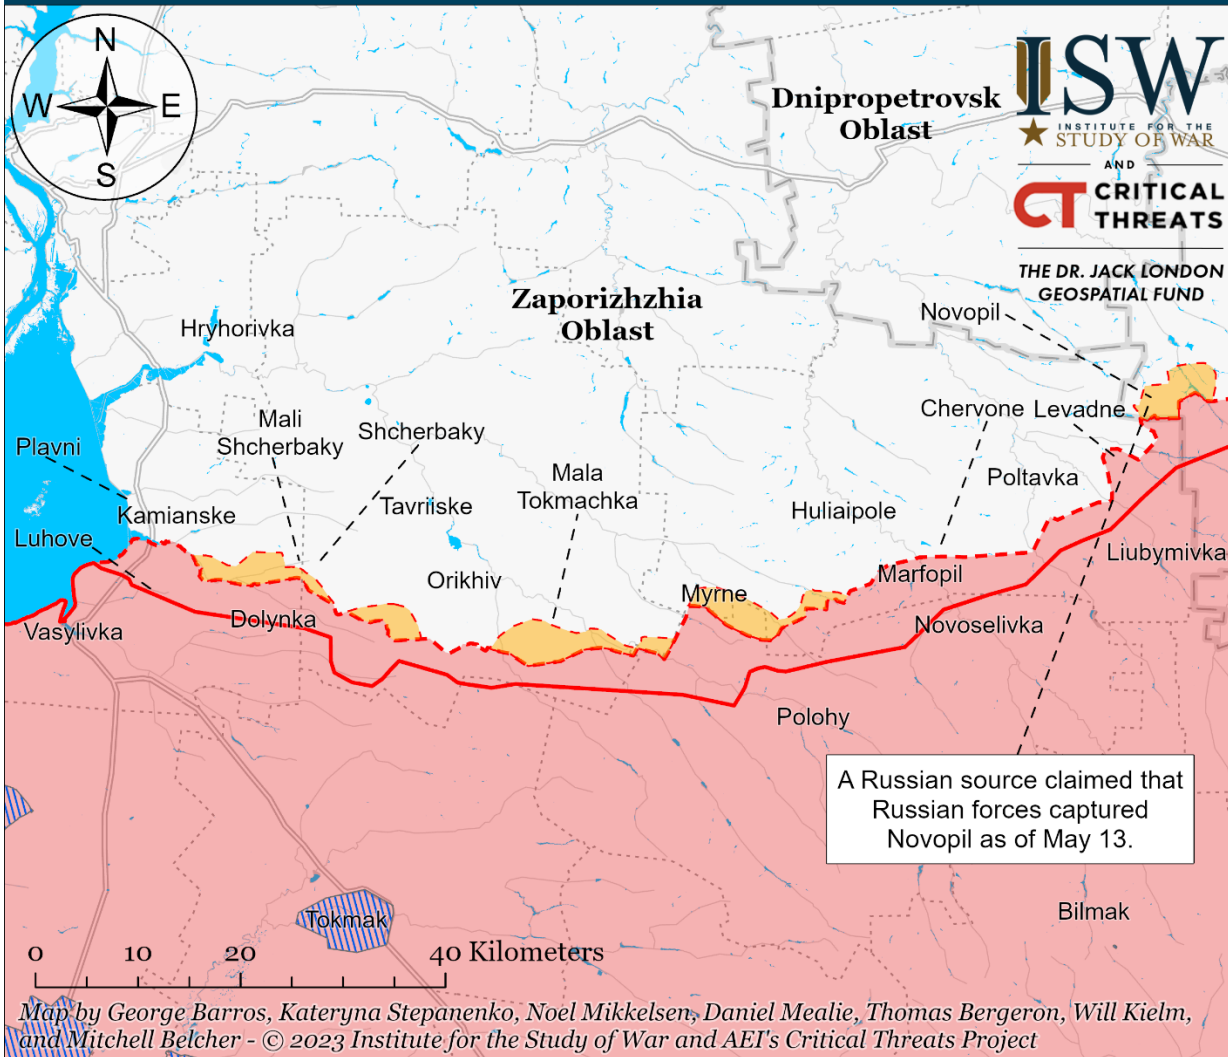 N
W
E
S
Dnipropetrovsk
Oblast
ISW
INSTITUTE FOR THE
STUDY OF WAR
AND
CT CRITICAL
THREATS
THE DR. JACK LONDON
GEOSPATIAL FUND
Zaporizhzhia
Oblast
Novopil
Hryhorivka
Mali
Shcherbaky
Shcherbaky
Chervone
Levadne
Plavni
Mala
Tokmachka
Poltavka
Kamianske
Tavriiske
Huliaipole
Luhove
Liubymivka
Orikhiv
Marfopil
Myrne
Vasylivka
Dolynka
Novoselivka
Polohy
A Russian source claimed that
Russian forces captured
Novopil as of May 13.
Tokmak
Bilmak
0 10 20 40 Kilometers
Map by George Barros, Kateryna Stepanenko, Noel Mikkelsen, Daniel Mealie, Thomas Bergeron, Will Kielm,
and Mitchell Belcher - © 2023 Institute for the Study of War and AEI's Critical Threats Project